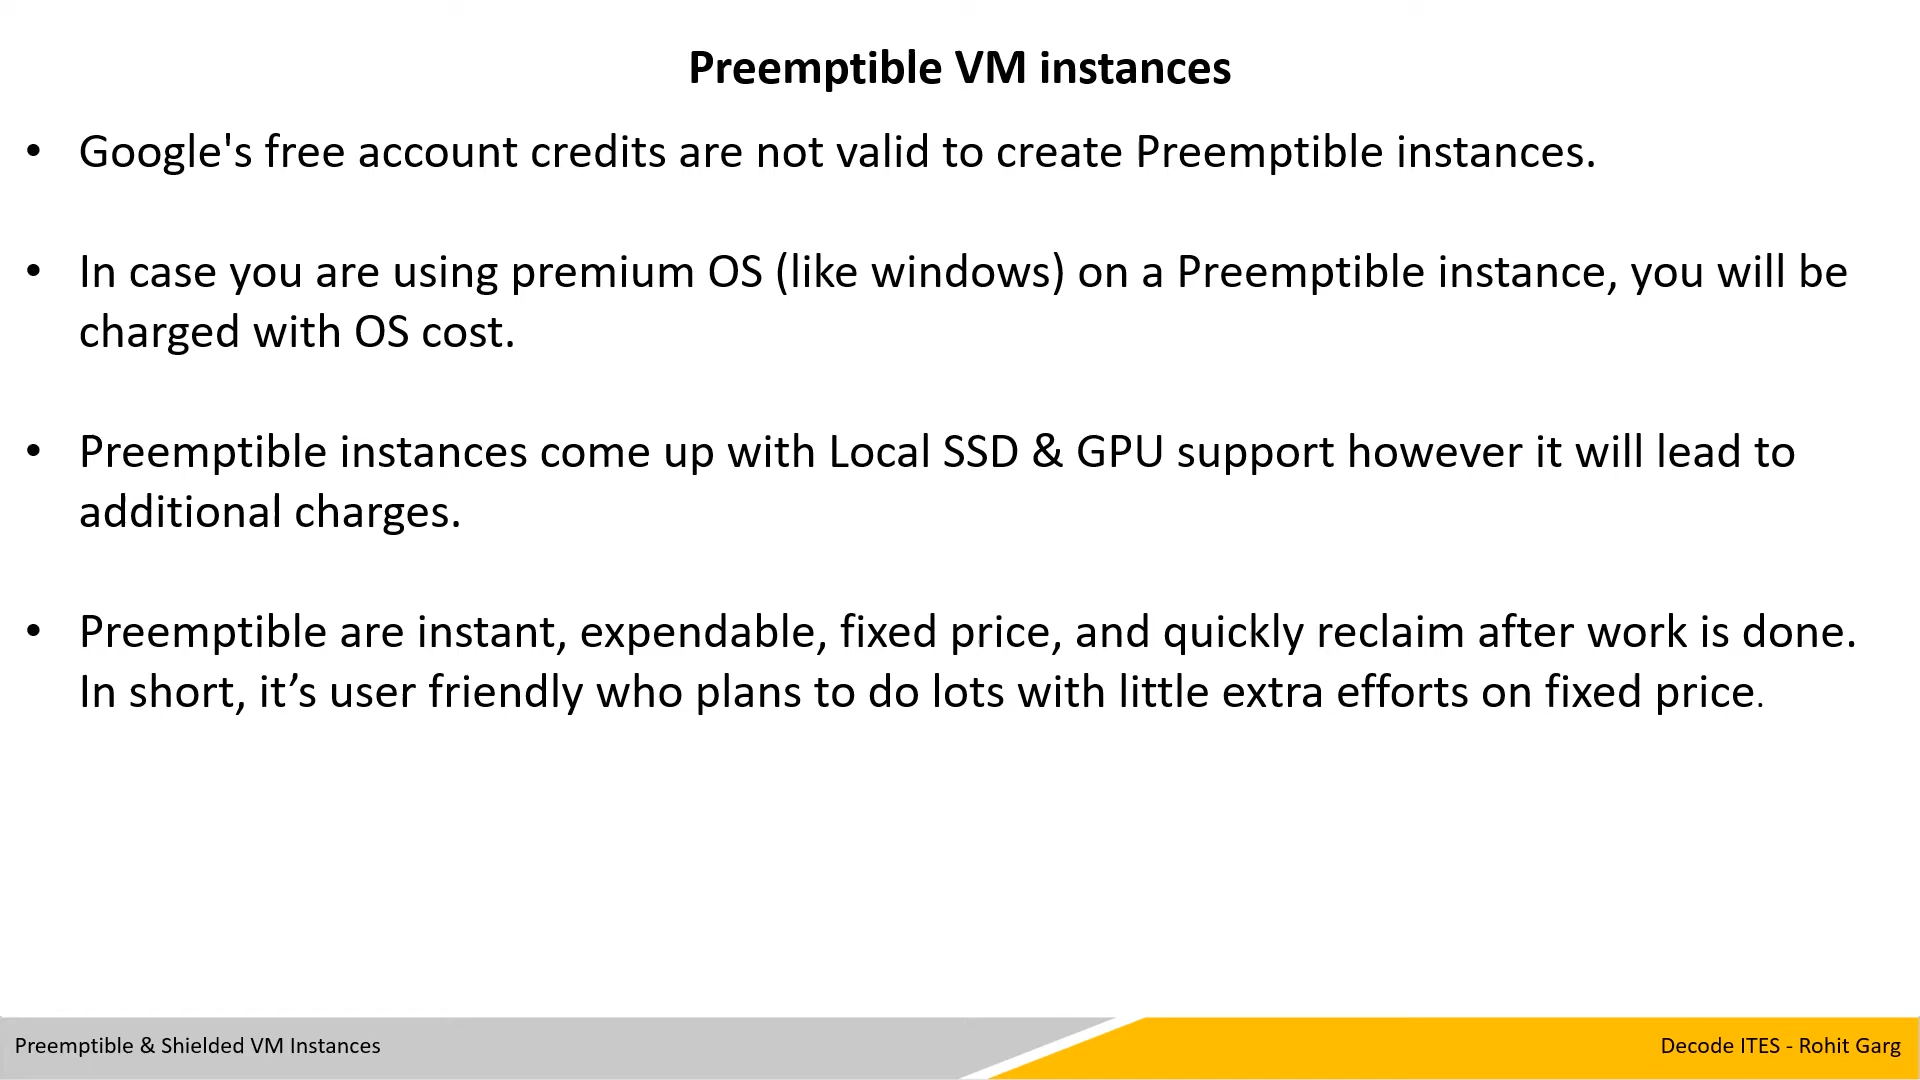 Preemptible VM instances
• Google's free account credits are not valid to create Preemptible instances.
• In case you are using premium OS (like windows) on a Preemptible instance, you will be
charged with OS cost.
• Preemptible instances come up with Local SSD & GPU support however it will lead to
additional charges.
• Preemptible are instant, expendable, fixed price, and quickly reclaim after work is done.
In short, it’s user friendly who plans to do lots with little extra efforts on fixed price.
Preemptible & Shielded VM Instances
Decode ITES - Rohit Garg